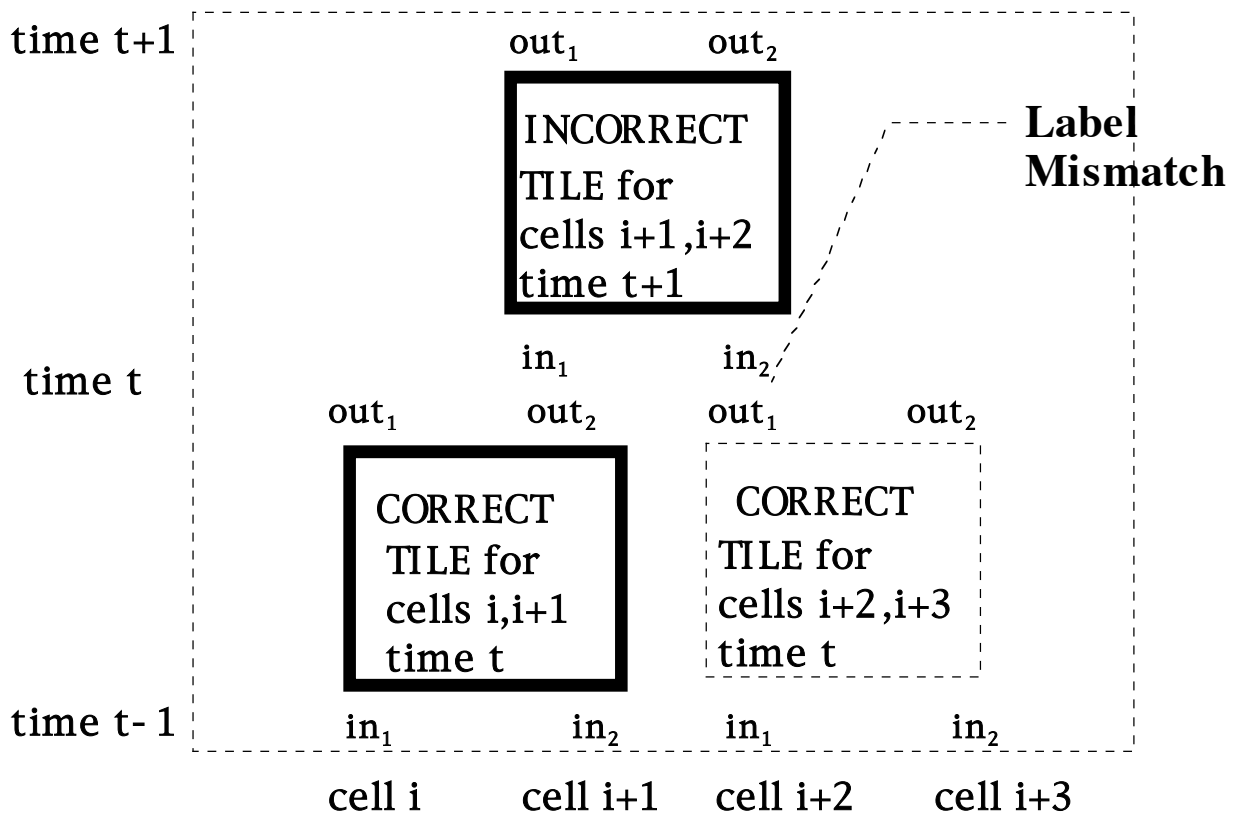 time t+1
out₁ out₂
Label
Mismatch
INCORRECT
TILE for
cells i+1,i+2
time t+1
in₁ in₂
time t
out₁ out₂ out₁ out₂
CORRECT
TILE for
cells i,i+1
time t
CORRECT
TILE for
cells i+2,i+3
time t
time t-1
in₁ in₂ in₁ in₂
cell i cell i+1 cell i+2 cell i+3